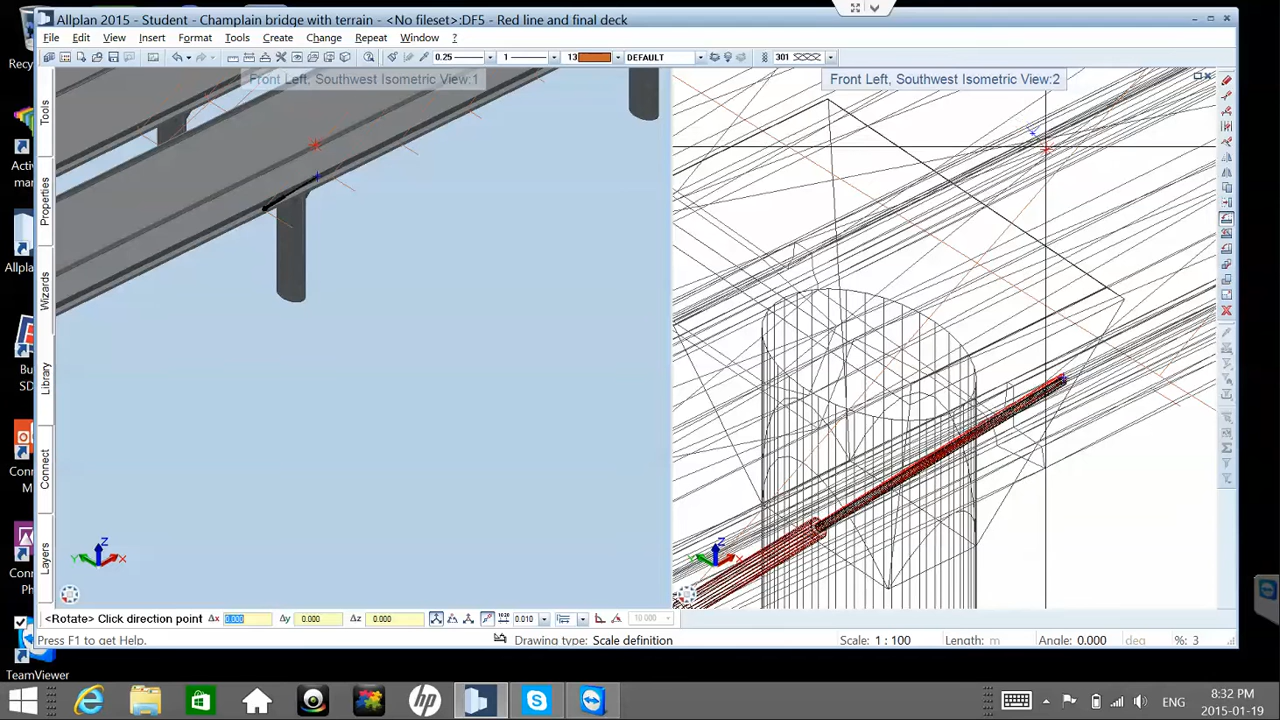 Allplan 2015 - Student - Champlain bridge with terrain - <No fileset>:DF5 - Red line and final deck
File Edit View Insert Format Tools Create Change Repeat Window ?
0.25 1 13 DEFAULT 301
Front Left, Southwest Isometric View:1
Front Left, Southwest Isometric View:2
Tools
Properties
Wizards
Library
Connect
Layers
Z
Y
X
Z
<Rotate> Click direction point Δx 0.000 Δy 0.000 Δz 0.000 0.010 10.000
Press F1 to get Help. Drawing type: Scale definition Scale: 1 : 100 Length: m Angle: 0.000 deg %: 3
TeamViewer
hp
ENG
8:32 PM
2015-01-19